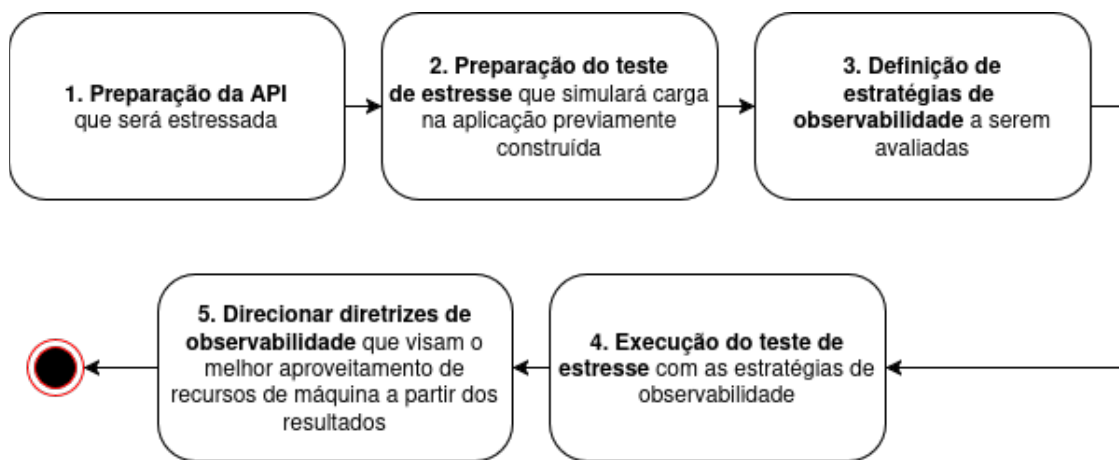 1. Preparação da API
que será estressada
2. Preparação do teste
de estresse que simulará carga
na aplicação previamente
construída
3. Definição de
estratégias de
observabilidade a serem
avaliadas
4. Execução do teste de
estresse com as estratégias de
observabilidade
5. Direcionar diretrizes de
observabilidade que visam o
melhor aproveitamento de
recursos de máquina a partir dos
resultados